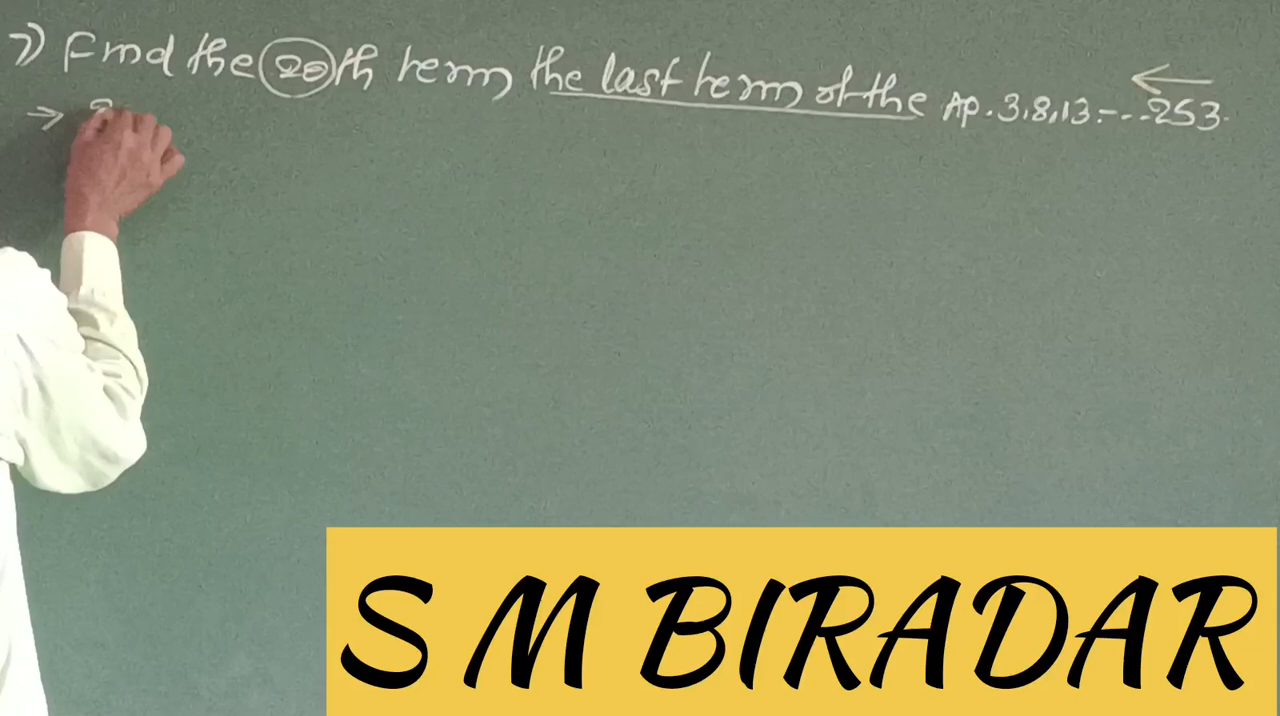 7) Find the 20th term the last term of the AP. 3,8,13.---253.
→
S M BIRADAR